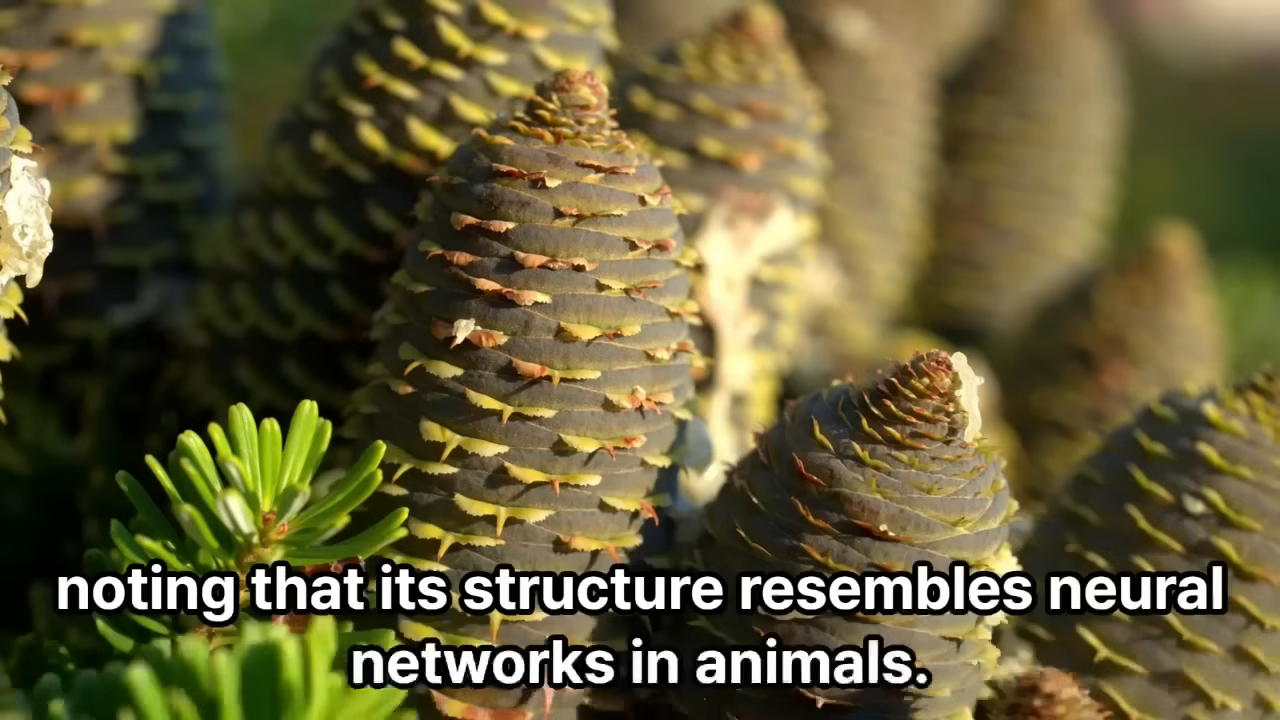 noting that its structure resembles neural
networks in animals.